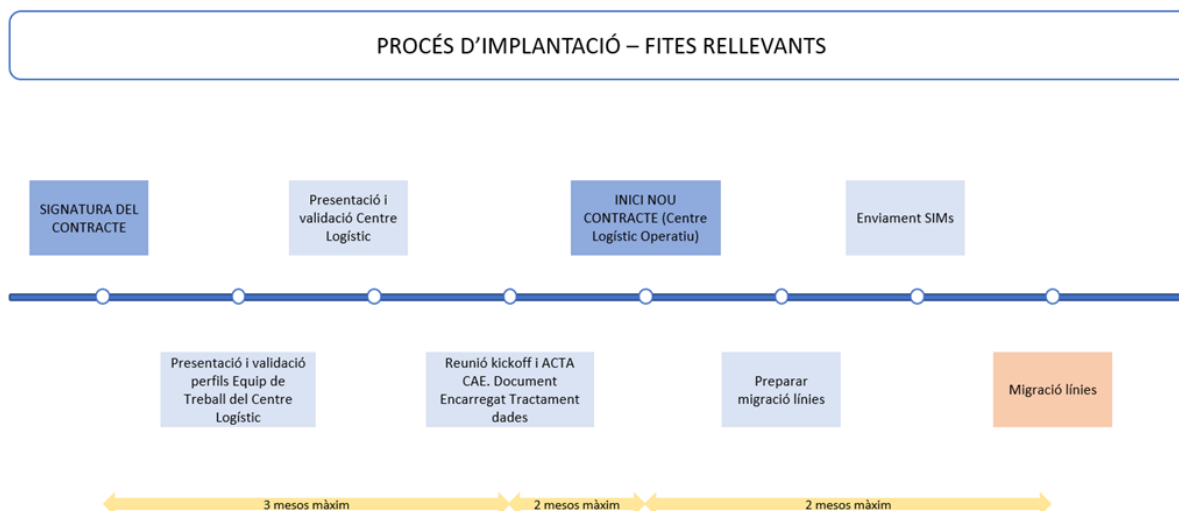 PROCÉS D'IMPLANTACIÓ – FITES RELLEVANTS
SIGNATURA DEL
CONTRACTE
Presentació i
validació Centre
Logístic
INICI NOU
CONTRACTE (Centre
Logístic Operatiu)
Enviament SIMs
Presentació i validació
perfils Equip de
Treball del Centre
Logístic
Reunió kickoff i ACTA
CAE. Document
Encarregat Tractament
dades
Preparar
migració línies
Migració línies
3 mesos màxim
2 mesos màxim
2 mesos màxim